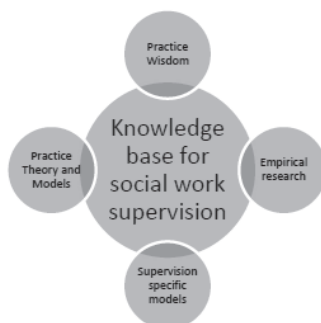 Practice
Wisdom
Knowledge
base for
social work
supervision
Practice
Theory and
Models
Empirical
research
Supervision
specific
models